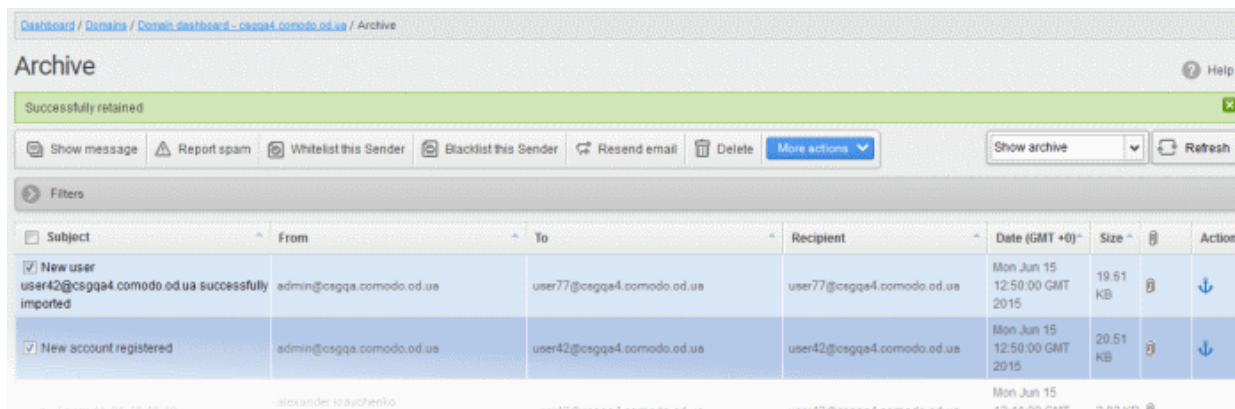 Dashboard / Domains / Domain dashboard - csgqa4.comodo.od.ua / Archive
Archive
Help
Successfully retained
Show message Report spam Whitelist this Sender Blacklist this Sender Resend email Delete More actions Show archive Refresh
Filters
Subject From To Recipient Date (GMT +0) Size Action
New user
user42@csgqa4.comodo.od.ua successfully
imported
admin@csgqa.comodo.od.ua
user77@csgqa4.comodo.od.ua
user77@csgqa4.comodo.od.ua
Mon Jun 15
12:50:00 GMT
2015
19.61
KB
New account registered
admin@csgqa.comodo.od.ua
user42@csgqa4.comodo.od.ua
user42@csgqa4.comodo.od.ua
Mon Jun 15
12:50:00 GMT
2015
20.51
KB
alexander kravchenko
Mon Jun 15